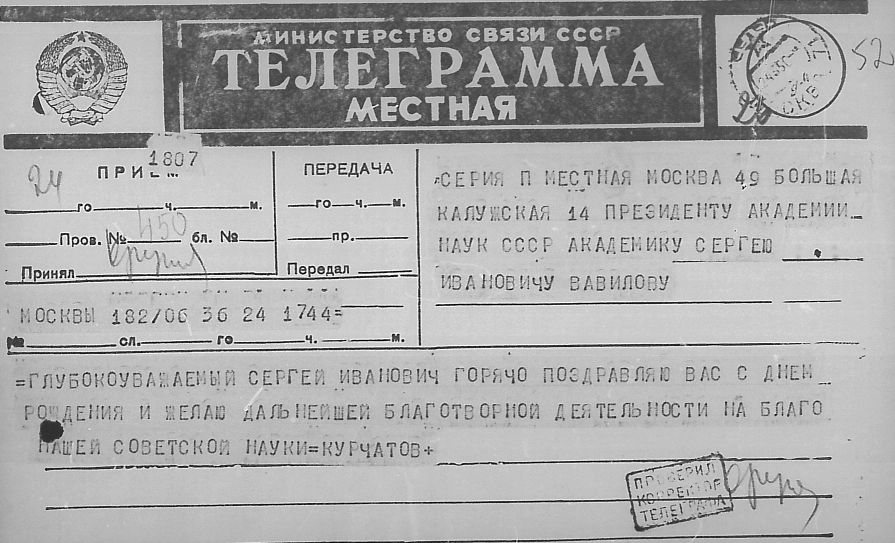 МИНИСТЕРСТВО СВЯЗИ СССР
ТЕЛЕГРАММА
МЕСТНАЯ
52
24
ПРИЕМ 1807
го ч. м.
Пров. № 450 бл. №
Принял
ПЕРЕДАЧА
го ч. м.
пр.
Передал
СЕРИЯ П МЕСТНАЯ МОСКВА 49 БОЛЬШАЯ
КАЛУЖСКАЯ 14 ПРЕЗИДЕНТУ АКАДЕМИИ
НАУК СССР АКАДЕМИКУ СЕРГЕЮ
ИВАНОВИЧУ ВАВИЛОВУ
МОСКВЫ 182/06 36 24 1744=
№ сл. го ч. м.
=ГЛУБОКОУВАЖАЕМЫЙ СЕРГЕЙ ИВАНОВИЧ ГОРЯЧО ПОЗДРАВЛЯЮ ВАС С ДНЕМ
РОЖДЕНИЯ И ЖЕЛАЮ ДАЛЬНЕЙШЕЙ БЛАГОТВОРНОЙ ДЕЯТЕЛЬНОСТИ НА БЛАГО
НАШЕЙ СОВЕТСКОЙ НАУКИ=КУРЧАТОВ+
ПРОВЕРИЛ
КОРРЕКТОР
ТЕЛЕГРАФА